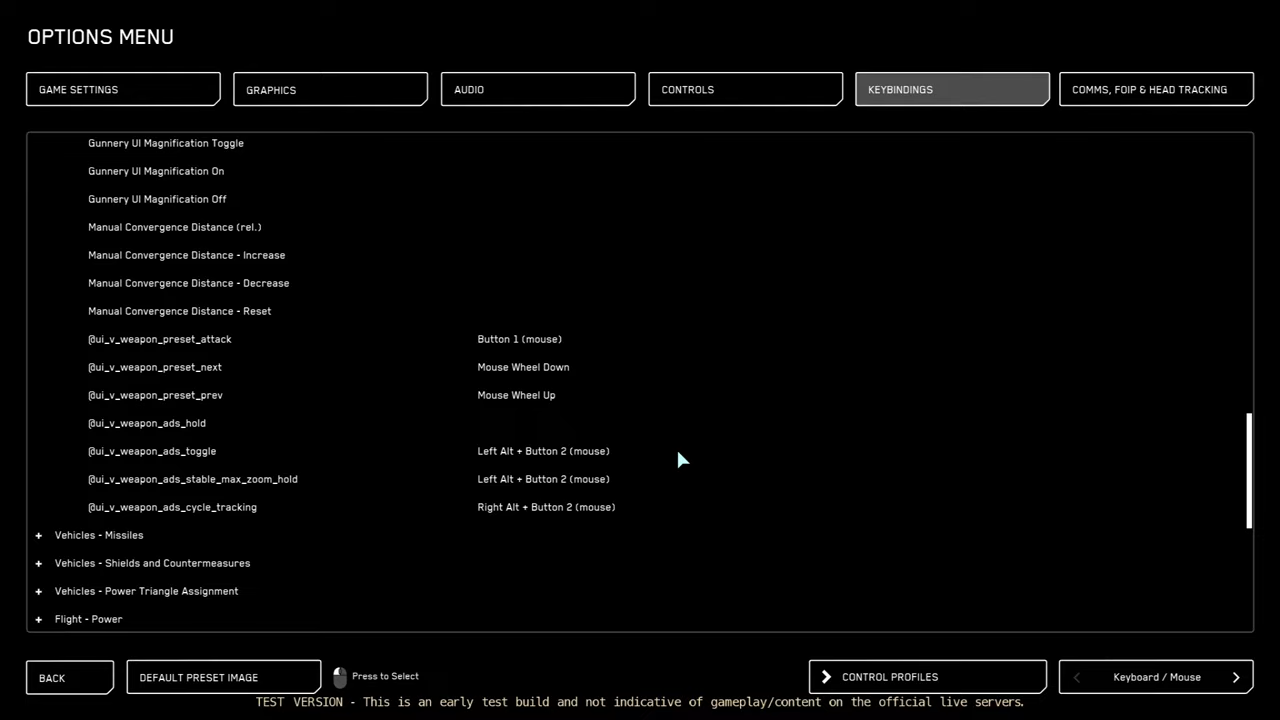 OPTIONS MENU
GAME SETTINGS
GRAPHICS
AUDIO
CONTROLS
KEYBINDINGS
COMMS, FOIP & HEAD TRACKING
Gunnery UI Magnification Toggle
Gunnery UI Magnification On
Gunnery UI Magnification Off
Manual Convergence Distance (rel.)
Manual Convergence Distance - Increase
Manual Convergence Distance - Decrease
Manual Convergence Distance - Reset
@ui_v_weapon_preset_attack Button 1 (mouse)
@ui_v_weapon_preset_next Mouse Wheel Down
@ui_v_weapon_preset_prev Mouse Wheel Up
@ui_v_weapon_ads_hold
@ui_v_weapon_ads_toggle Left Alt + Button 2 (mouse)
@ui_v_weapon_ads_stable_max_zoom_hold Left Alt + Button 2 (mouse)
@ui_v_weapon_ads_cycle_tracking Right Alt + Button 2 (mouse)
+ Vehicles - Missiles
+ Vehicles - Shields and Countermeasures
+ Vehicles - Power Triangle Assignment
+ Flight - Power
BACK
DEFAULT PRESET IMAGE
Press to Select
CONTROL PROFILES
Keyboard / Mouse
TEST VERSION - This is an early test build and not indicative of gameplay/content on the official live servers.